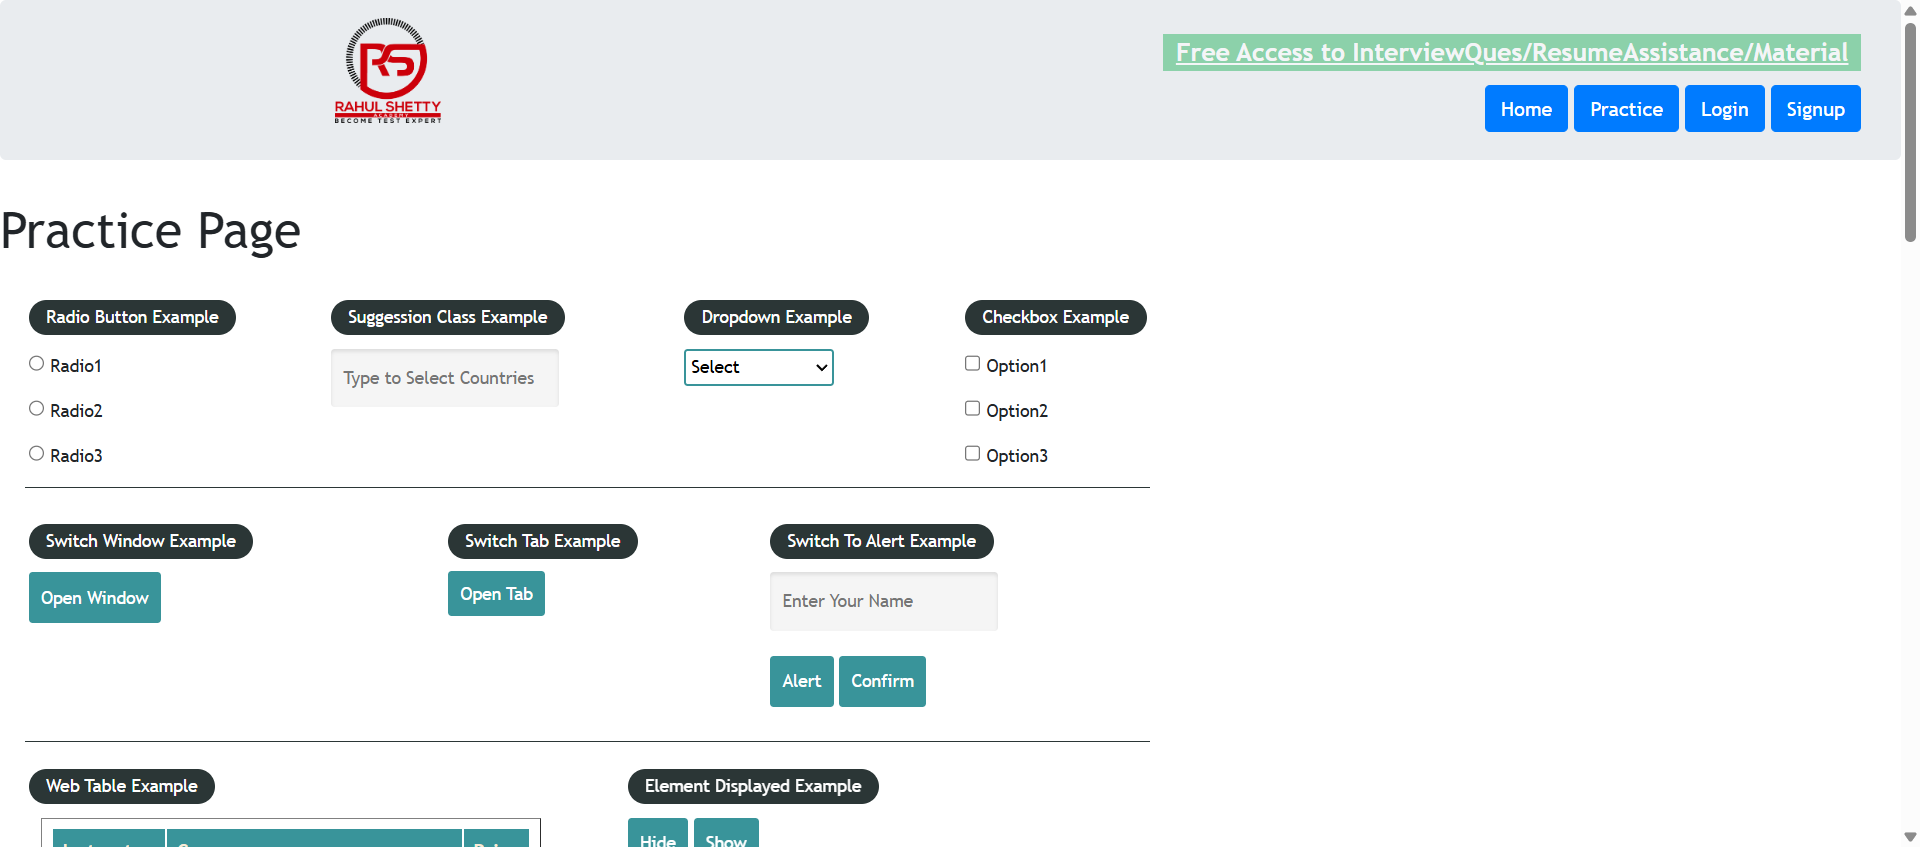 RAHUL SHETTY
ACADEMY
BECOME TEST EXPERT
Free Access to InterviewQues/ResumeAssistance/Material
Home Practice Login Signup
Practice Page
Radio Button Example Suggession Class Example Dropdown Example Checkbox Example
Radio1 Type to Select Countries Select Option1
Radio2 Option2
Radio3 Option3
Switch Window Example Switch Tab Example Switch To Alert Example
Open Window Open Tab Enter Your Name
Alert Confirm
Web Table Example Element Displayed Example
Hide Show